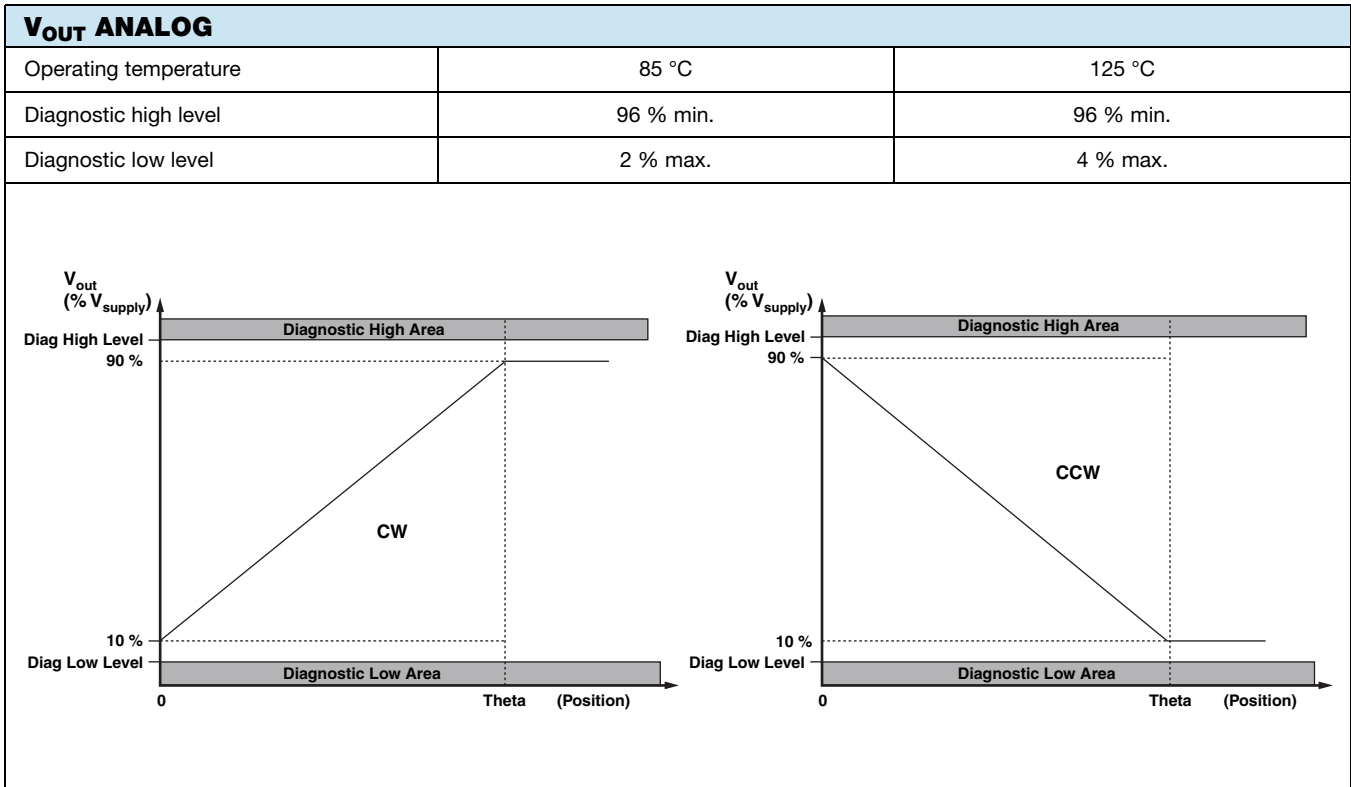 VOUT ANALOG
Operating temperature 85 °C 125 °C
Diagnostic high level 96 % min. 96 % min.
Diagnostic low level 2 % max. 4 % max.
Vout
(% Vsupply)
Diagnostic High Area
Diag High Level
90 %
CW
10 %
Diag Low Level
Diagnostic Low Area
0 Theta (Position)
Vout
(% Vsupply)
Diagnostic High Area
Diag High Level
90 %
CCW
10 %
Diag Low Level
Diagnostic Low Area
0 Theta (Position)